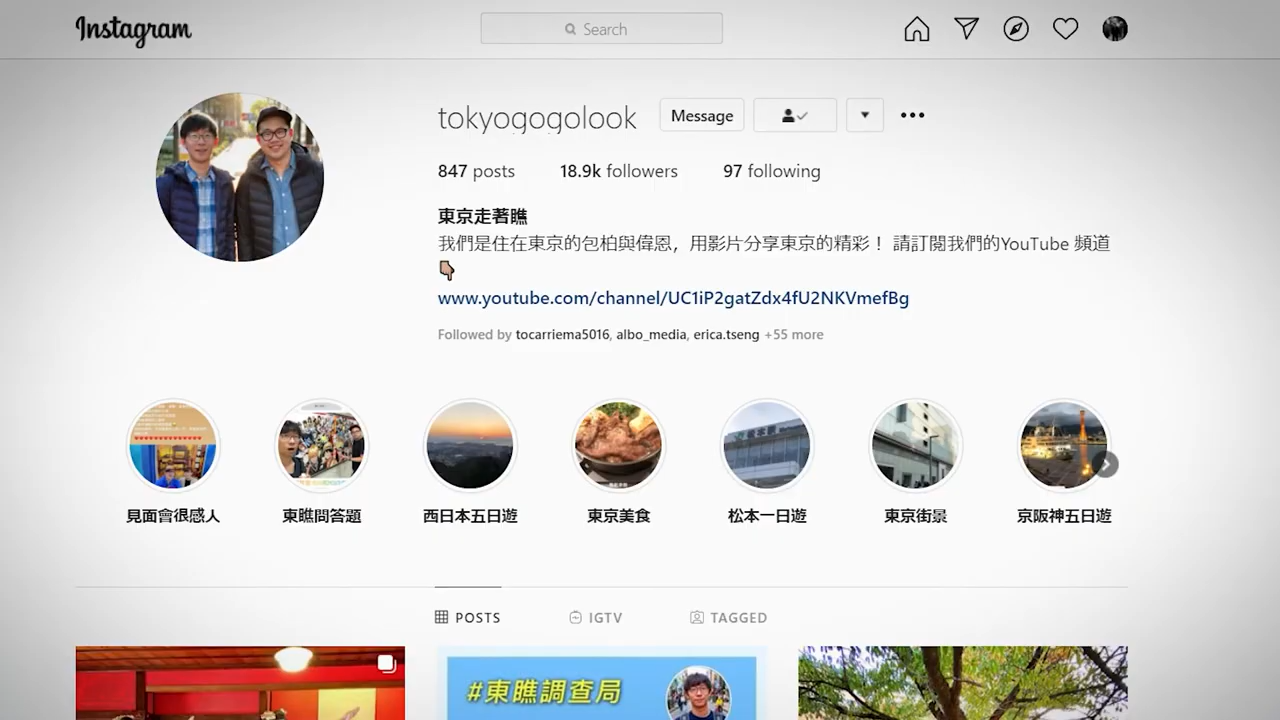 Instagram
Search
tokyogogolook
Message
847 posts 18.9k followers 97 following
東京走著瞧
我們是住在東京的包柏與偉恩，用影片分享東京的精彩！ 請訂閱我們的YouTube 頻道
www.youtube.com/channel/UC1iP2gatZdx4fU2NKVmefBg
Followed by tocarriema5016, albo_media, erica.tseng +55 more
見面會很感人 東瞧問答題 西日本五日遊 東京美食 松本一日遊 東京街景 京阪神五日遊
POSTS IGTV TAGGED
#東瞧調查局